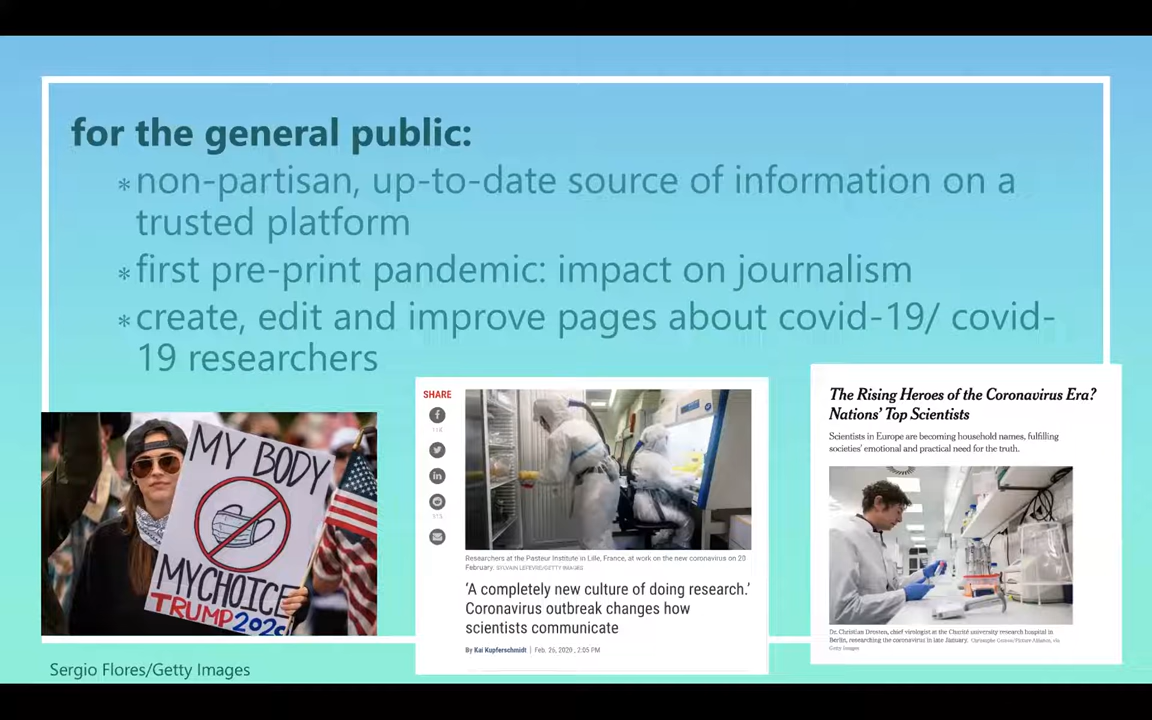 for the general public:
*non-partisan, up-to-date source of information on a
trusted platform
*first pre-print pandemic: impact on journalism
*create, edit and improve pages about covid-19/ covid-
19 researchers
MY BODY
MY CHOICE
TRUMP 2020
Sergio Flores/Getty Images
SHARE
Researchers at the Pasteur Institute in Lille, France, at work on the new coronavirus on 20
February. SYLVAIN LEFEVRE/GETTY IMAGES
‘A completely new culture of doing research.’
Coronavirus outbreak changes how
scientists communicate
By Kai Kupferschmidt | Feb. 26, 2020 , 2:05 PM
The Rising Heroes of the Coronavirus Era?
Nations’ Top Scientists
Scientists in Europe are becoming household names, fulfilling
societies’ emotional and practical need for the truth.
Dr. Christian Drosten, chief virologist at the Charité university research hospital in
Berlin, researching the coronavirus in late January.
Getty Images